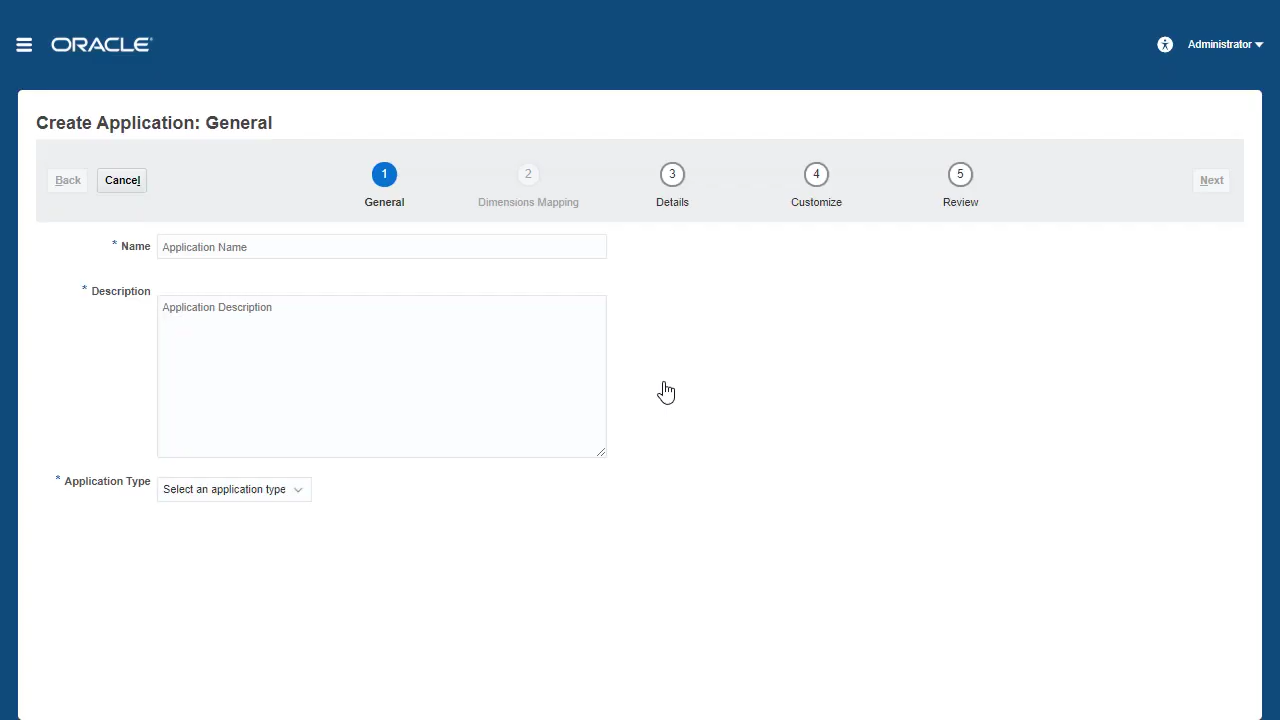 ORACLE
Administrator
Create Application: General
Back
Cancel
1
2
3
4
5
General
Dimensions Mapping
Details
Customize
Review
Next
* Name
Application Name
* Description
Application Description
* Application Type
Select an application type